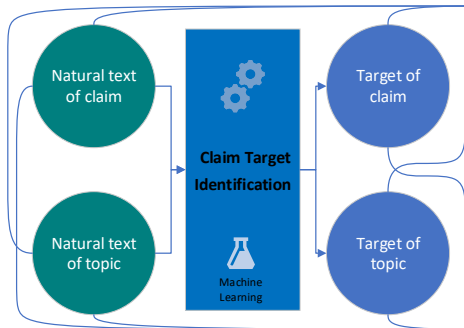 Natural text
of claim
Target of
claim
Claim Target
Identification
Natural text
of topic
Target of
topic
Machine
Learning